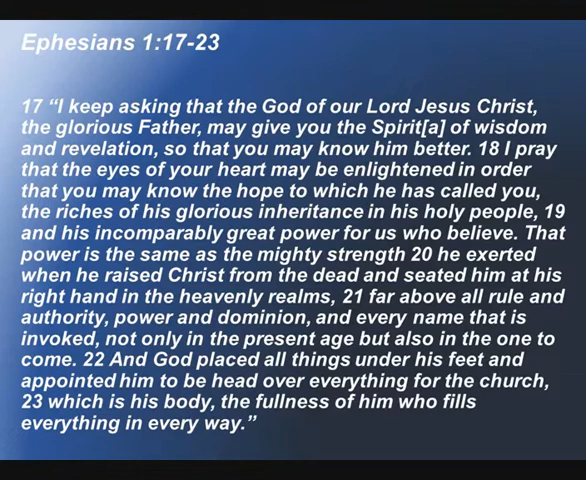 Ephesians 1:17-23
17 “I keep asking that the God of our Lord Jesus Christ,
the glorious Father, may give you the Spirit[a] of wisdom
and revelation, so that you may know him better. 18 I pray
that the eyes of your heart may be enlightened in order
that you may know the hope to which he has called you,
the riches of his glorious inheritance in his holy people, 19
and his incomparably great power for us who believe. That
power is the same as the mighty strength 20 he exerted
when he raised Christ from the dead and seated him at his
right hand in the heavenly realms, 21 far above all rule and
authority, power and dominion, and every name that is
invoked, not only in the present age but also in the one to
come. 22 And God placed all things under his feet and
appointed him to be head over everything for the church,
23 which is his body, the fullness of him who fills
everything in every way.”